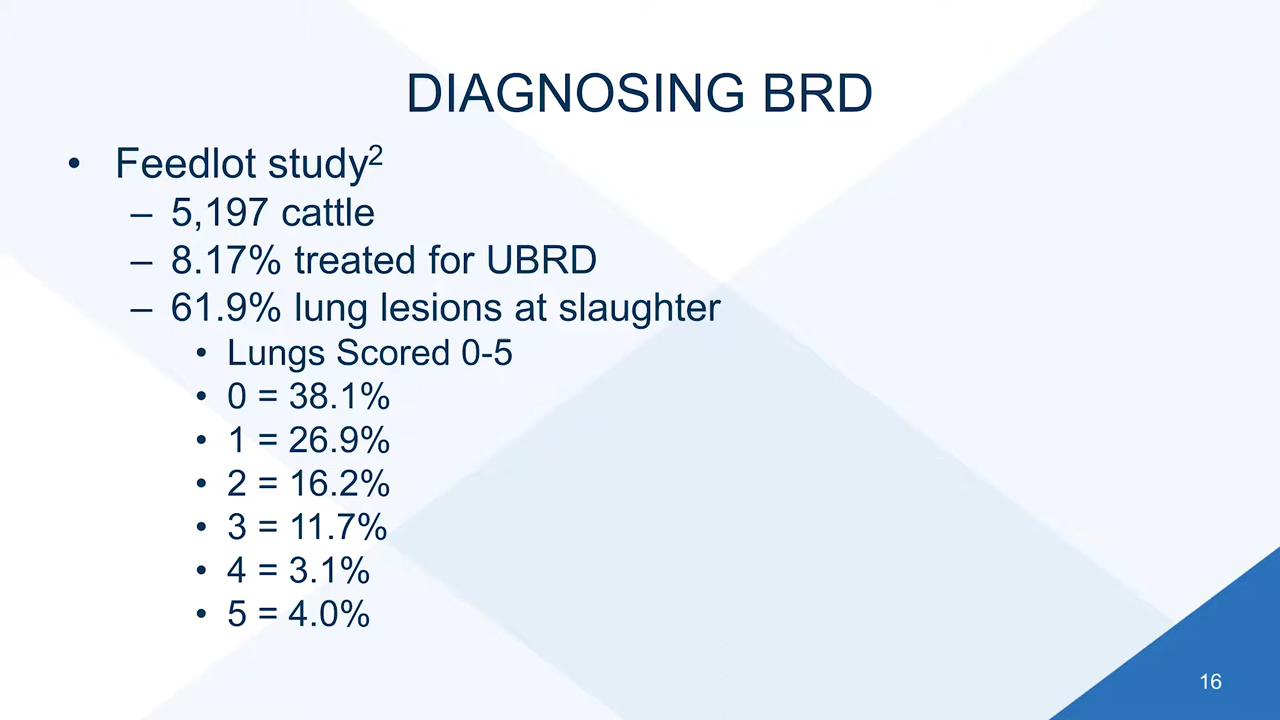 DIAGNOSING BRD
• Feedlot study²
– 5,197 cattle
– 8.17% treated for UBRD
– 61.9% lung lesions at slaughter
• Lungs Scored 0-5
• 0 = 38.1%
• 1 = 26.9%
• 2 = 16.2%
• 3 = 11.7%
• 4 = 3.1%
• 5 = 4.0%
16